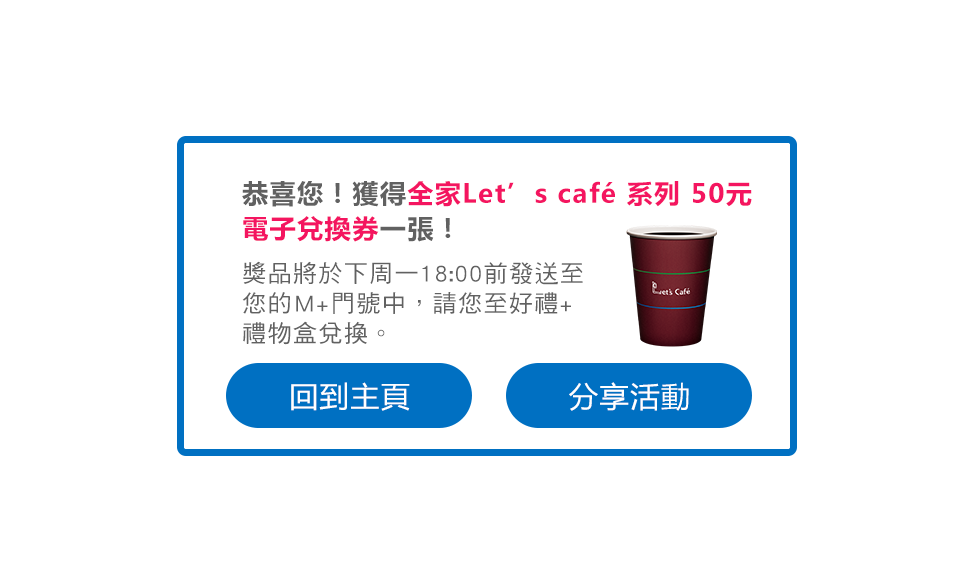 恭喜您！獲得全家Let’s café 系列 50元
電子兌換券一張！
獎品將於下周一18:00前發送至
您的M+門號中，請您至好禮+
禮物盒兌換。
Let's Café
回到主頁
分享活動